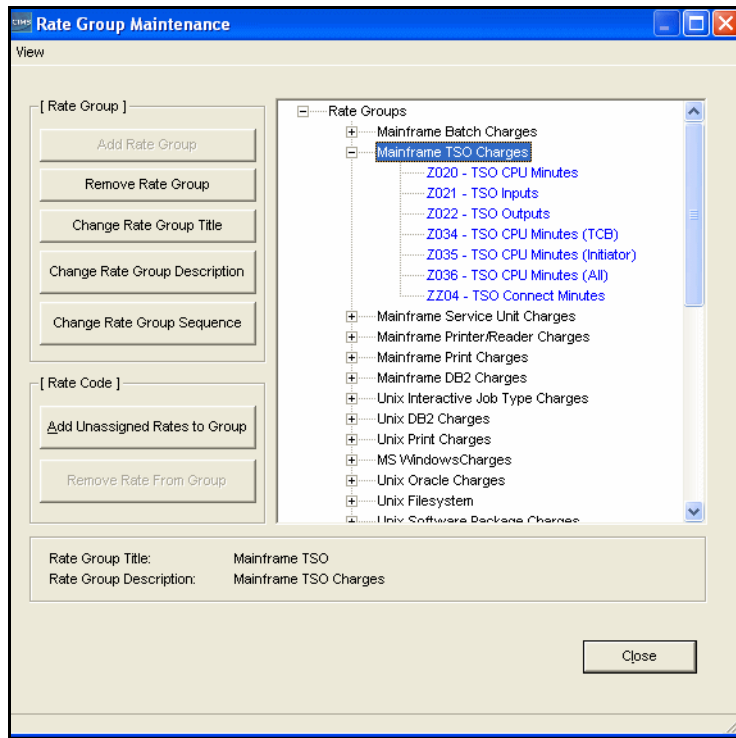 CIMS Rate Group Maintenance
View
[ Rate Group ]
Add Rate Group
Remove Rate Group
Change Rate Group Title
Change Rate Group Description
Change Rate Group Sequence
[ Rate Code ]
Add Unassigned Rates to Group
Remove Rate From Group
Rate Groups
Mainframe Batch Charges
Mainframe TSO Charges
Z020 - TSO CPU Minutes
Z021 - TSO Inputs
Z022 - TSO Outputs
Z034 - TSO CPU Minutes (TCB)
Z035 - TSO CPU Minutes (Initiator)
Z036 - TSO CPU Minutes (All)
ZZ04 - TSO Connect Minutes
Mainframe Service Unit Charges
Mainframe Printer/Reader Charges
Mainframe Print Charges
Mainframe DB2 Charges
Unix Interactive Job Type Charges
Unix DB2 Charges
Unix Print Charges
MS WindowsCharges
Unix Oracle Charges
Unix Filesystem
Unix Software Package Charges
Rate Group Title: Mainframe TSO
Rate Group Description: Mainframe TSO Charges
Close